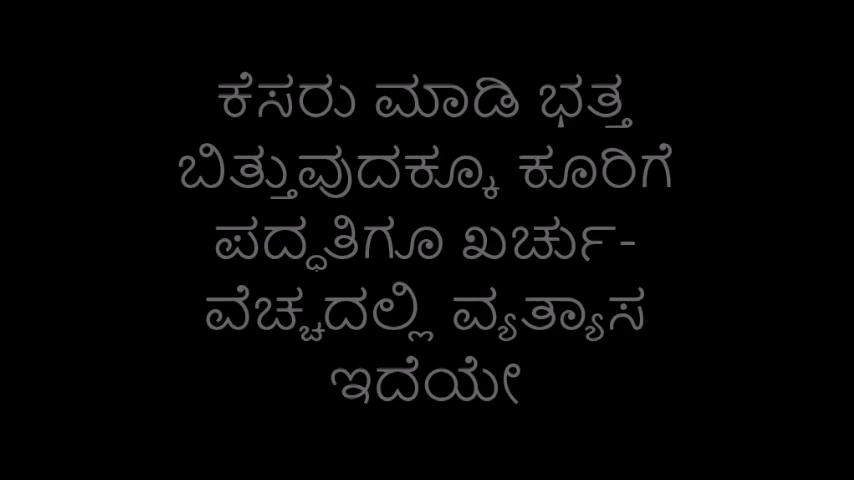 ಕೆಸರು ಮಾಡಿ ಭತ್ತ
ಬಿತ್ತುವುದಕ್ಕೂ ಕೂರಿಗೆ
ಪದ್ಧತಿಗೂ ಖರ್ಚು-
ವೆಚ್ಚದಲ್ಲಿ ವ್ಯತ್ಯಾಸ
ಇದೆಯೇ